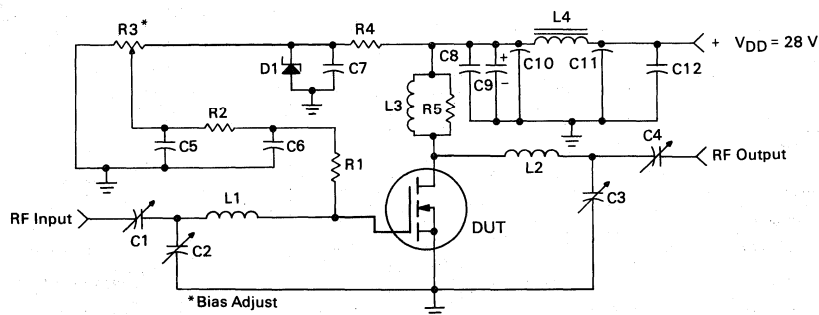 R3*
R4
L4
+ V_DD = 28 V
D1
C7
C8
+
C9
−
C10
C11
C12
L3
R5
R2
C5
C6
R1
C4
RF Output
L2
C3
L1
RF Input
C1
C2
DUT
*Bias Adjust